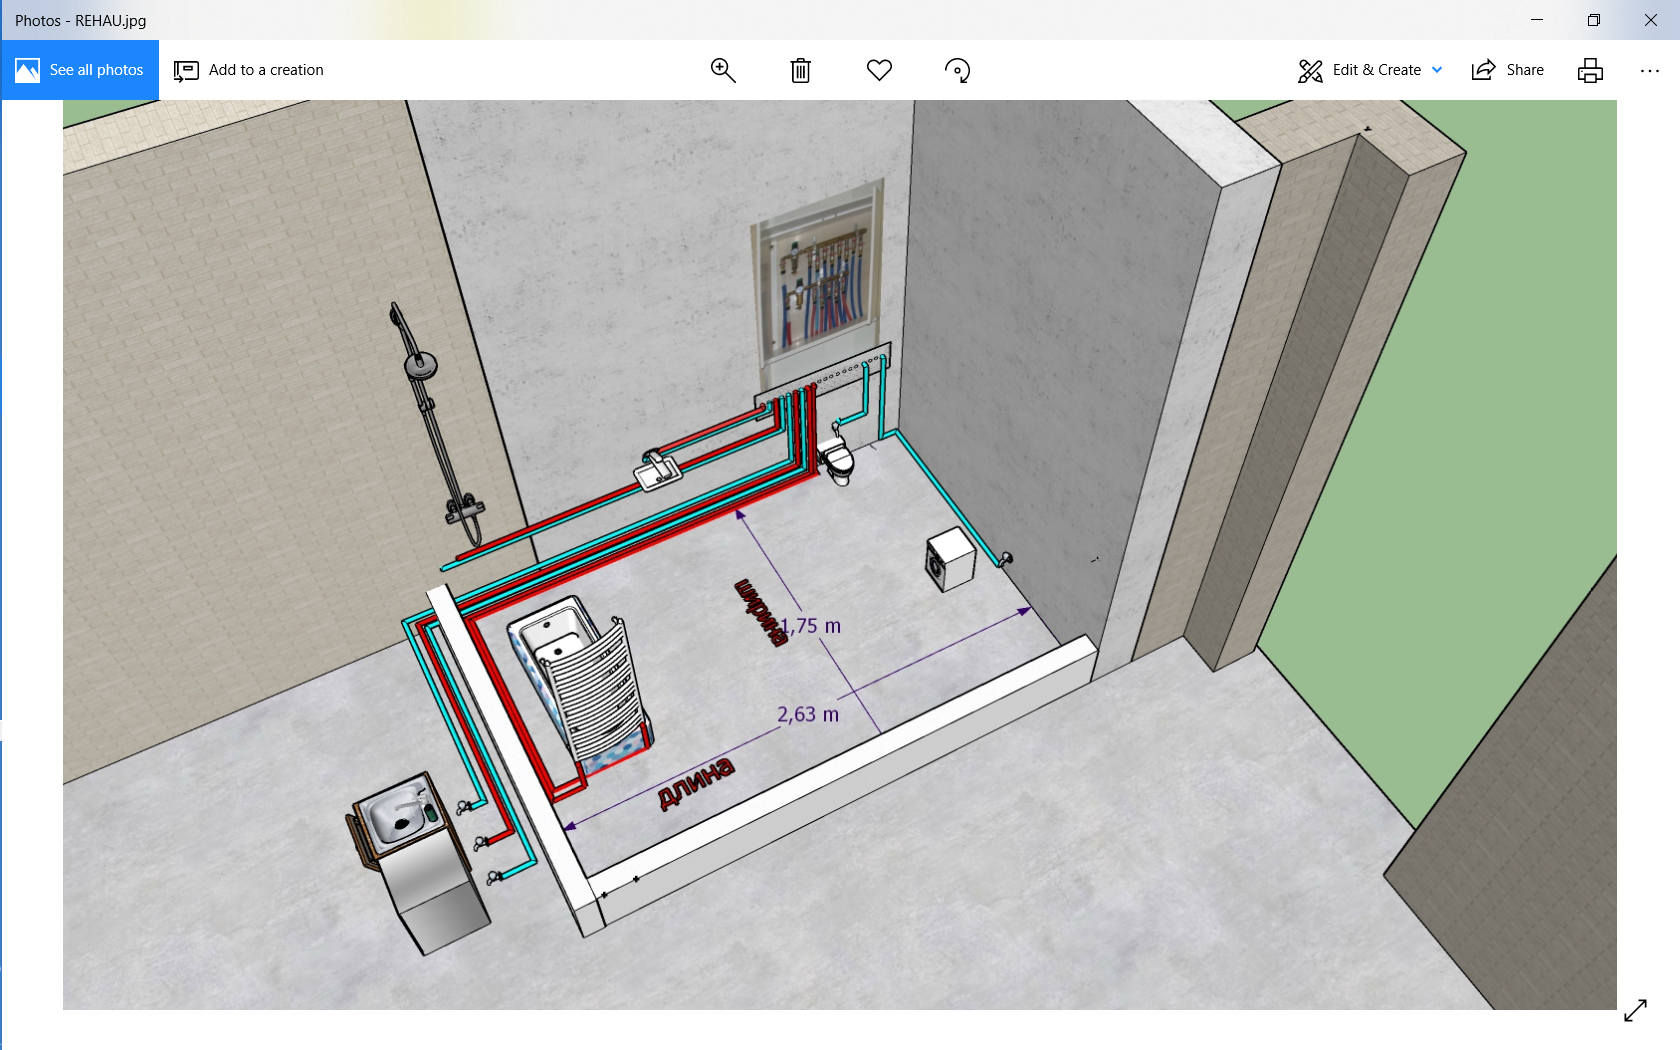 Photos - REHAU.jpg
See all photos
Add to a creation
Edit & Create
Share
ширина
1,75 m
2,63 m
длина